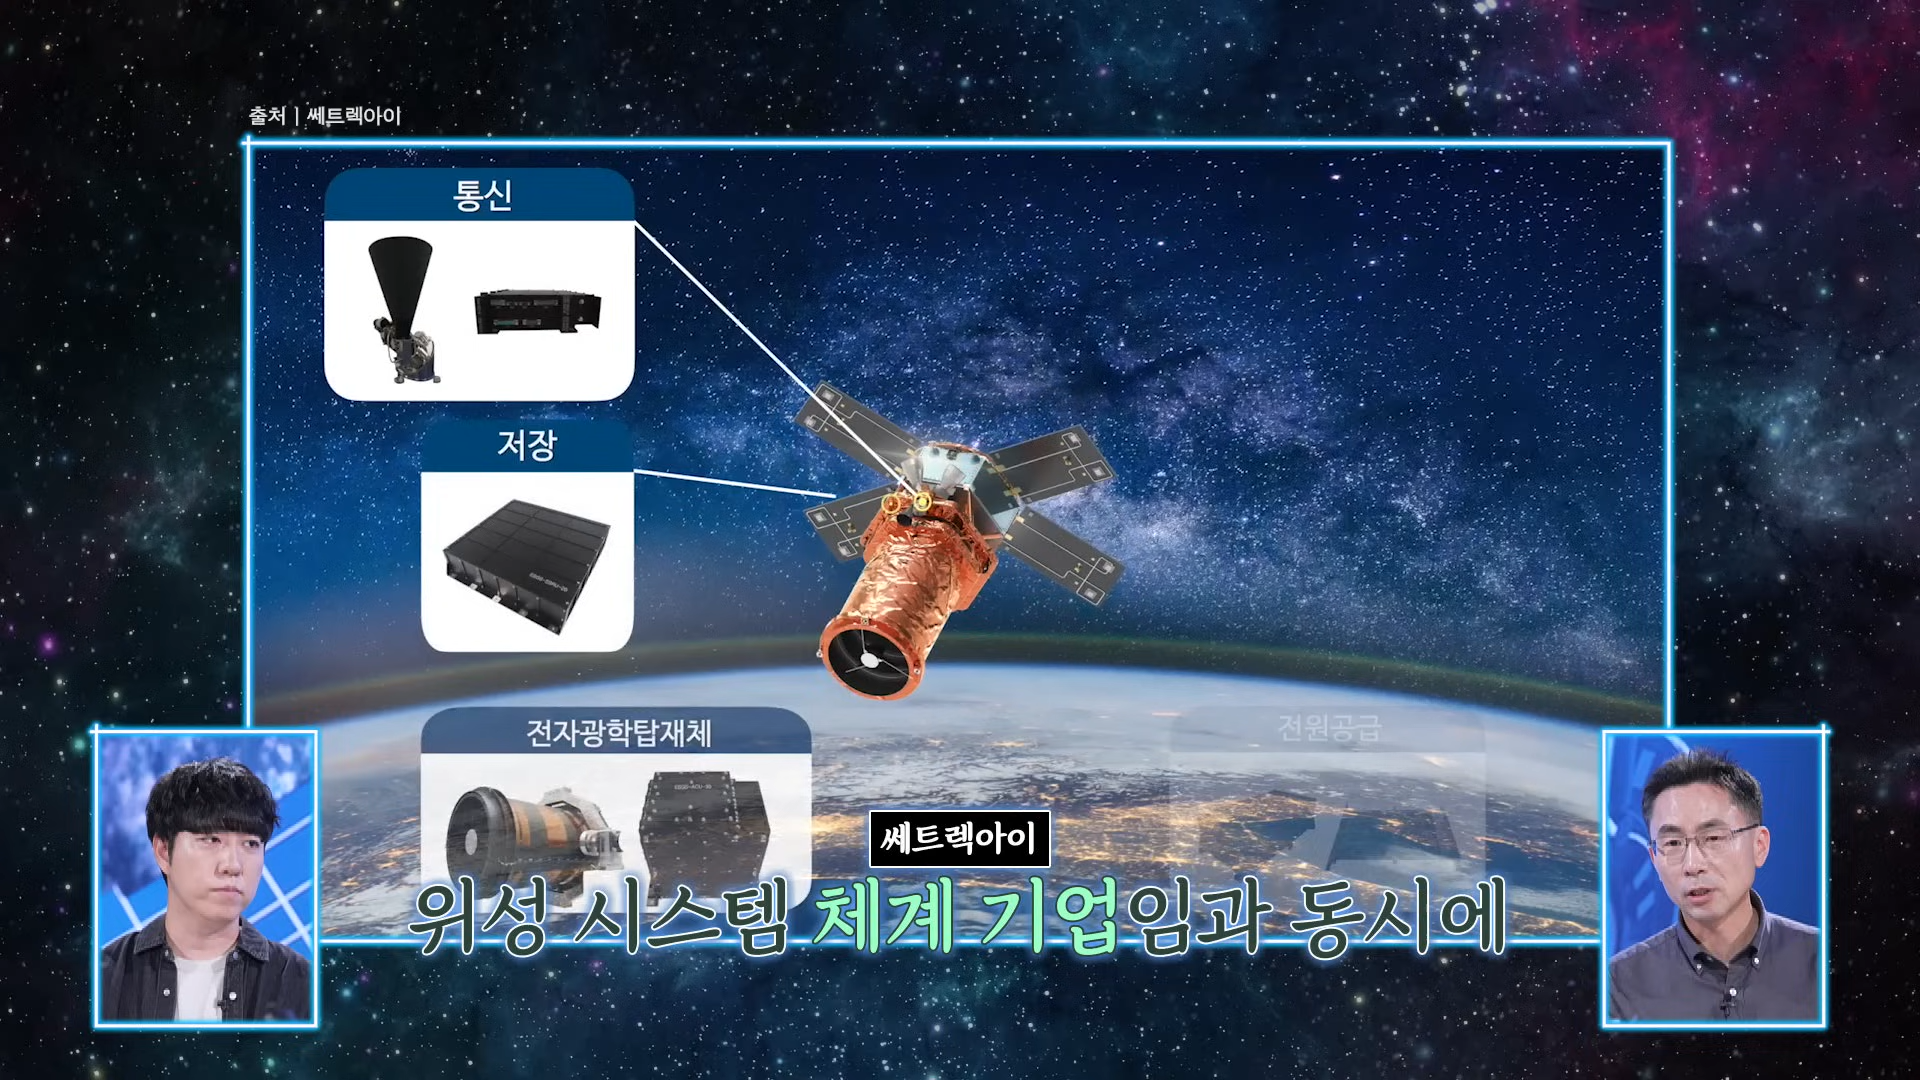 출처 | 쎄트렉아이
통신
저장
전자광학탑재체
전원공급
쎄트렉아이
위성 시스템 체계 기업임과 동시에